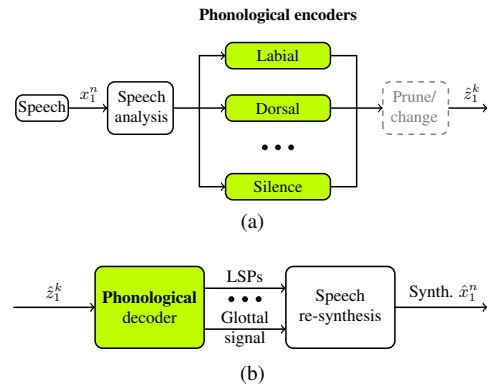 Phonological encoders
Labial
Speech
x_1^n
Speech
analysis
Dorsal
Prune/
change
ẑ_1^k
Silence
(a)
ẑ_1^k
Phonological
decoder
LSPs
Glottal
signal
Speech
re-synthesis
Synth. x̂_1^n
(b)